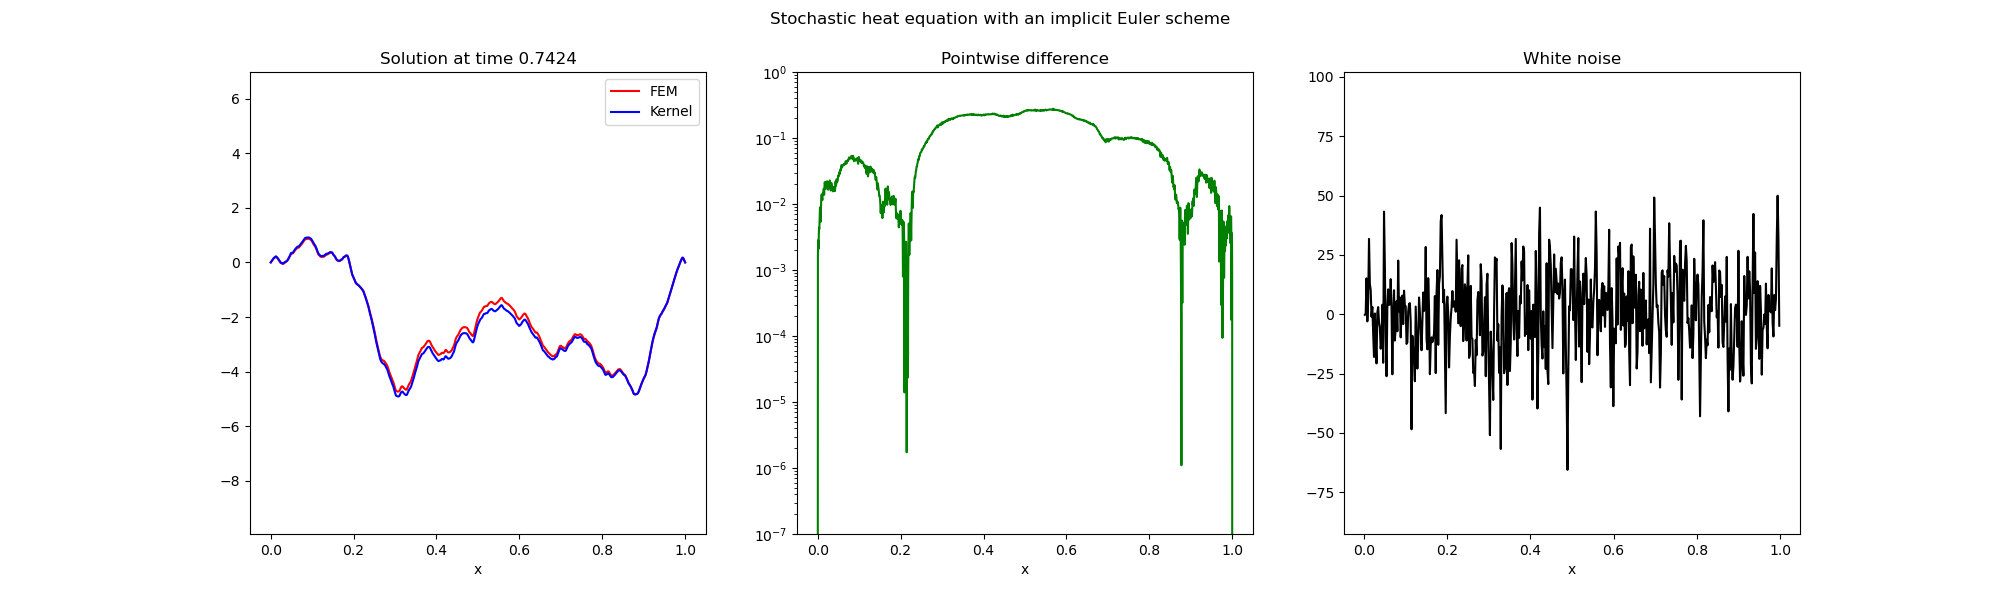 Stochastic heat equation with an implicit Euler scheme
Solution at time 0.7424
FEM
Kernel
6
4
2
0
−2
−4
−6
−8
0.0 0.2 0.4 0.6 0.8 1.0
x
Pointwise difference
10⁰
10⁻¹
10⁻²
10⁻³
10⁻⁴
10⁻⁵
10⁻⁶
10⁻⁷
0.0 0.2 0.4 0.6 0.8 1.0
x
White noise
100
75
50
25
0
−25
−50
−75
0.0 0.2 0.4 0.6 0.8 1.0
x